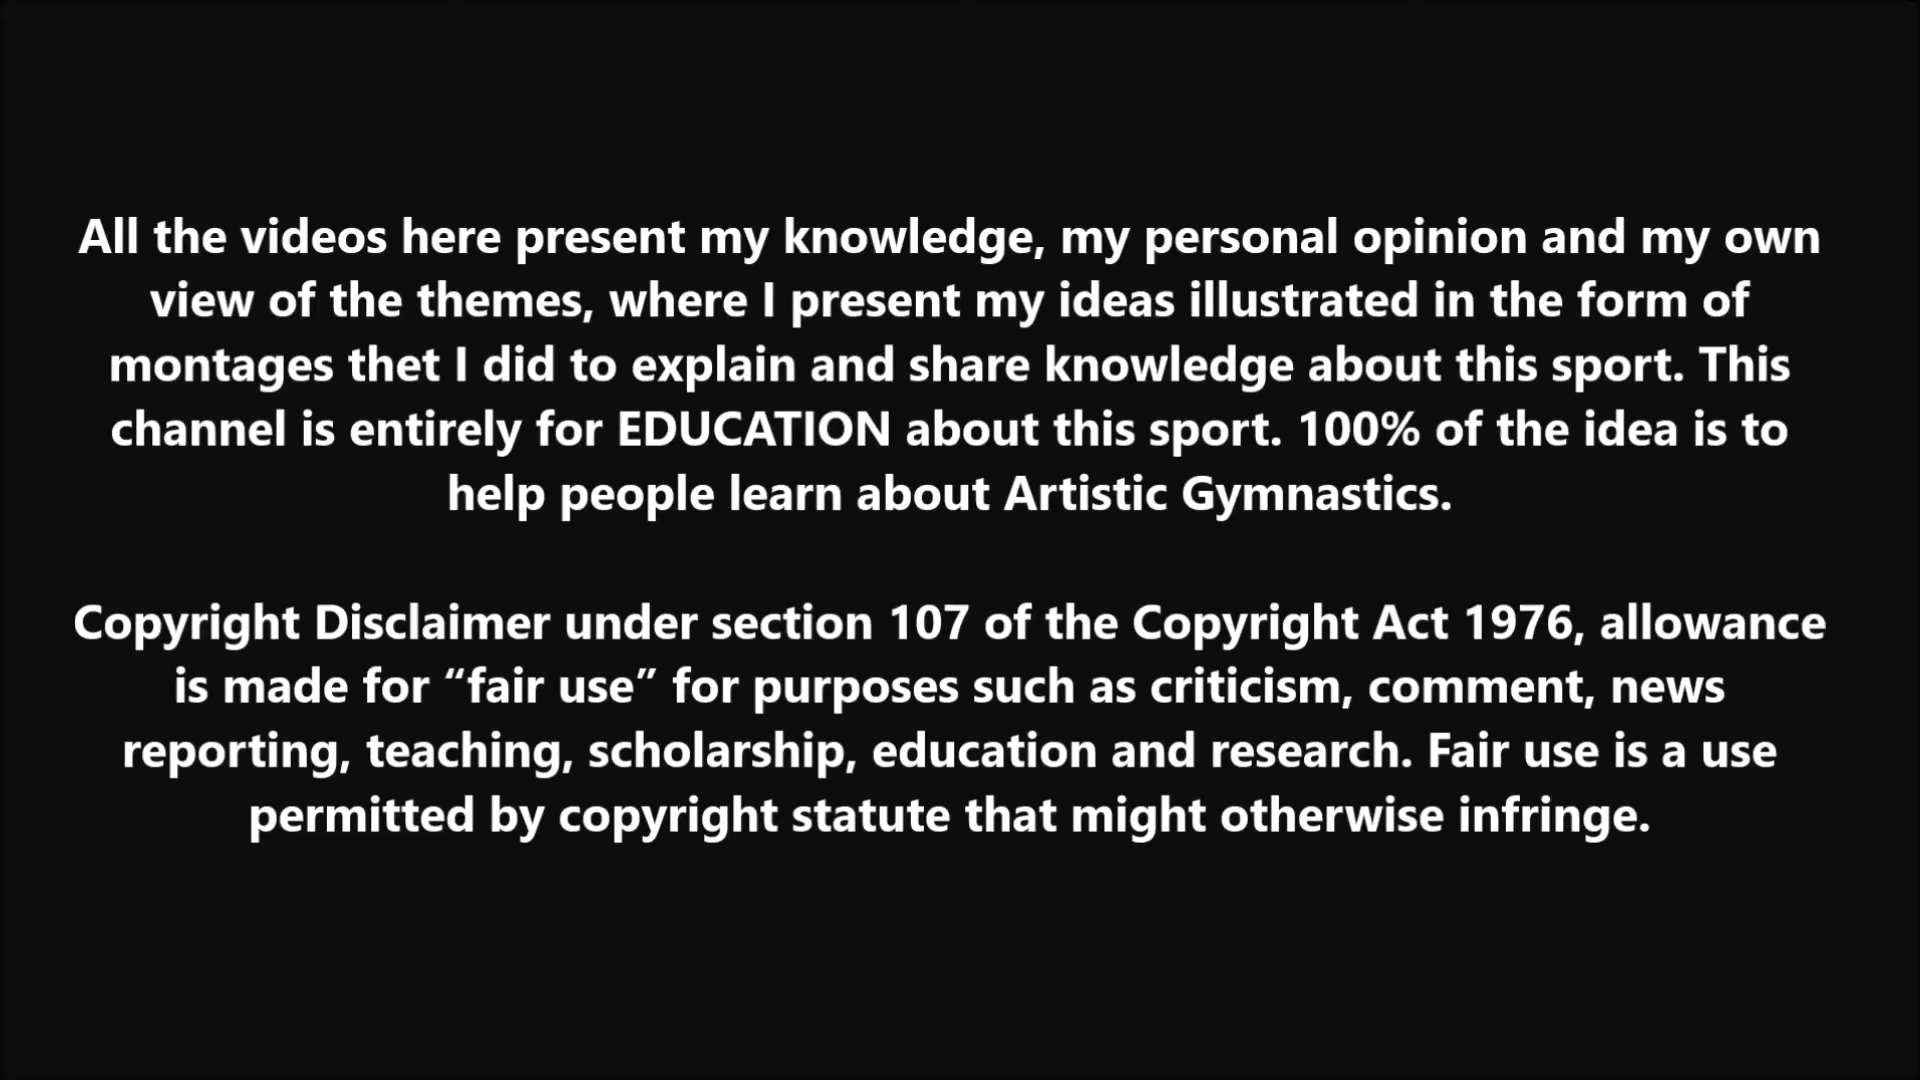 All the videos here present my knowledge, my personal opinion and my own
view of the themes, where I present my ideas illustrated in the form of
montages thet I did to explain and share knowledge about this sport. This
channel is entirely for EDUCATION about this sport. 100% of the idea is to
help people learn about Artistic Gymnastics.
Copyright Disclaimer under section 107 of the Copyright Act 1976, allowance
is made for “fair use” for purposes such as criticism, comment, news
reporting, teaching, scholarship, education and research. Fair use is a use
permitted by copyright statute that might otherwise infringe.